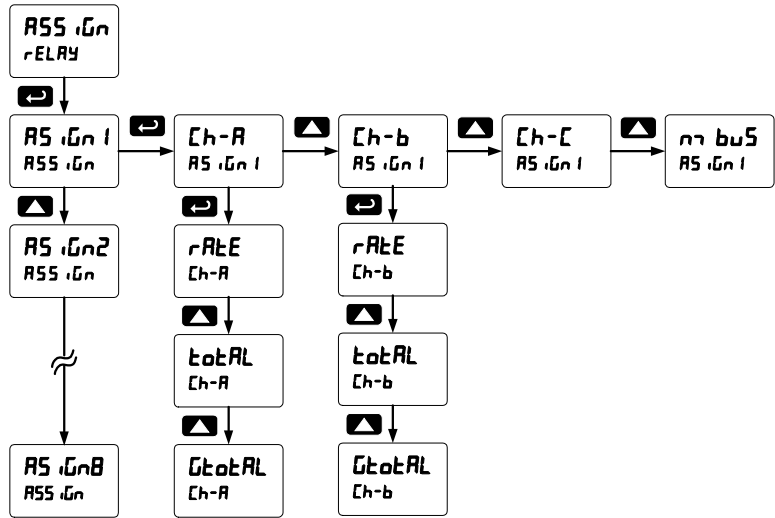 ASSiGn
rELAY
ASiGn1
ASSiGn
Ch-A
ASiGn1
Ch-b
ASiGn1
Ch-C
ASiGn1
m buS
ASiGn1
ASiGn2
ASSiGn
rAtE
Ch-A
rAtE
Ch-b
totAL
Ch-A
totAL
Ch-b
ASiGn8
ASSiGn
GtotAL
Ch-A
GtotAL
Ch-b